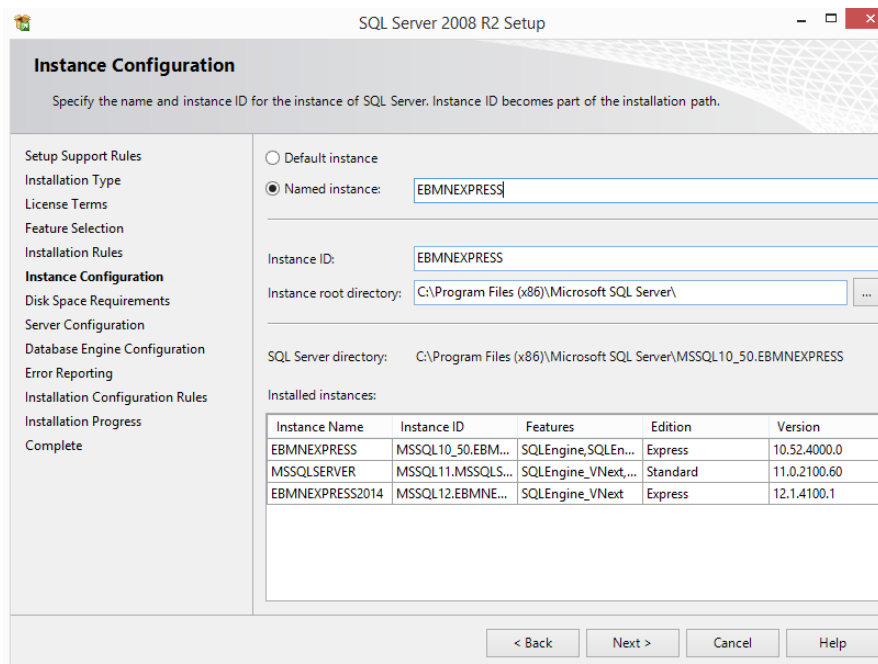 SQL Server 2008 R2 Setup
Instance Configuration
Specify the name and instance ID for the instance of SQL Server. Instance ID becomes part of the installation path.
Setup Support Rules
Installation Type
License Terms
Feature Selection
Installation Rules
Instance Configuration
Disk Space Requirements
Server Configuration
Database Engine Configuration
Error Reporting
Installation Configuration Rules
Installation Progress
Complete
Default instance
Named instance: EBMNEXPRESS
Instance ID: EBMNEXPRESS
Instance root directory: C:\Program Files (x86)\Microsoft SQL Server\ ...
SQL Server directory: C:\Program Files (x86)\Microsoft SQL Server\MSSQL10_50.EBMNEXPRESS
Installed instances:
Instance Name Instance ID Features Edition Version
EBMNEXPRESS MSSQL10_50.EBM... SQLEngine,SQLEn... Express 10.52.4000.0
MSSQLSERVER MSSQL11.MSSQLS... SQLEngine_VNext,... Standard 11.0.2100.60
EBMNEXPRESS2014 MSSQL12.EBMNE... SQLEngine_VNext Express 12.1.4100.1
< Back Next > Cancel Help